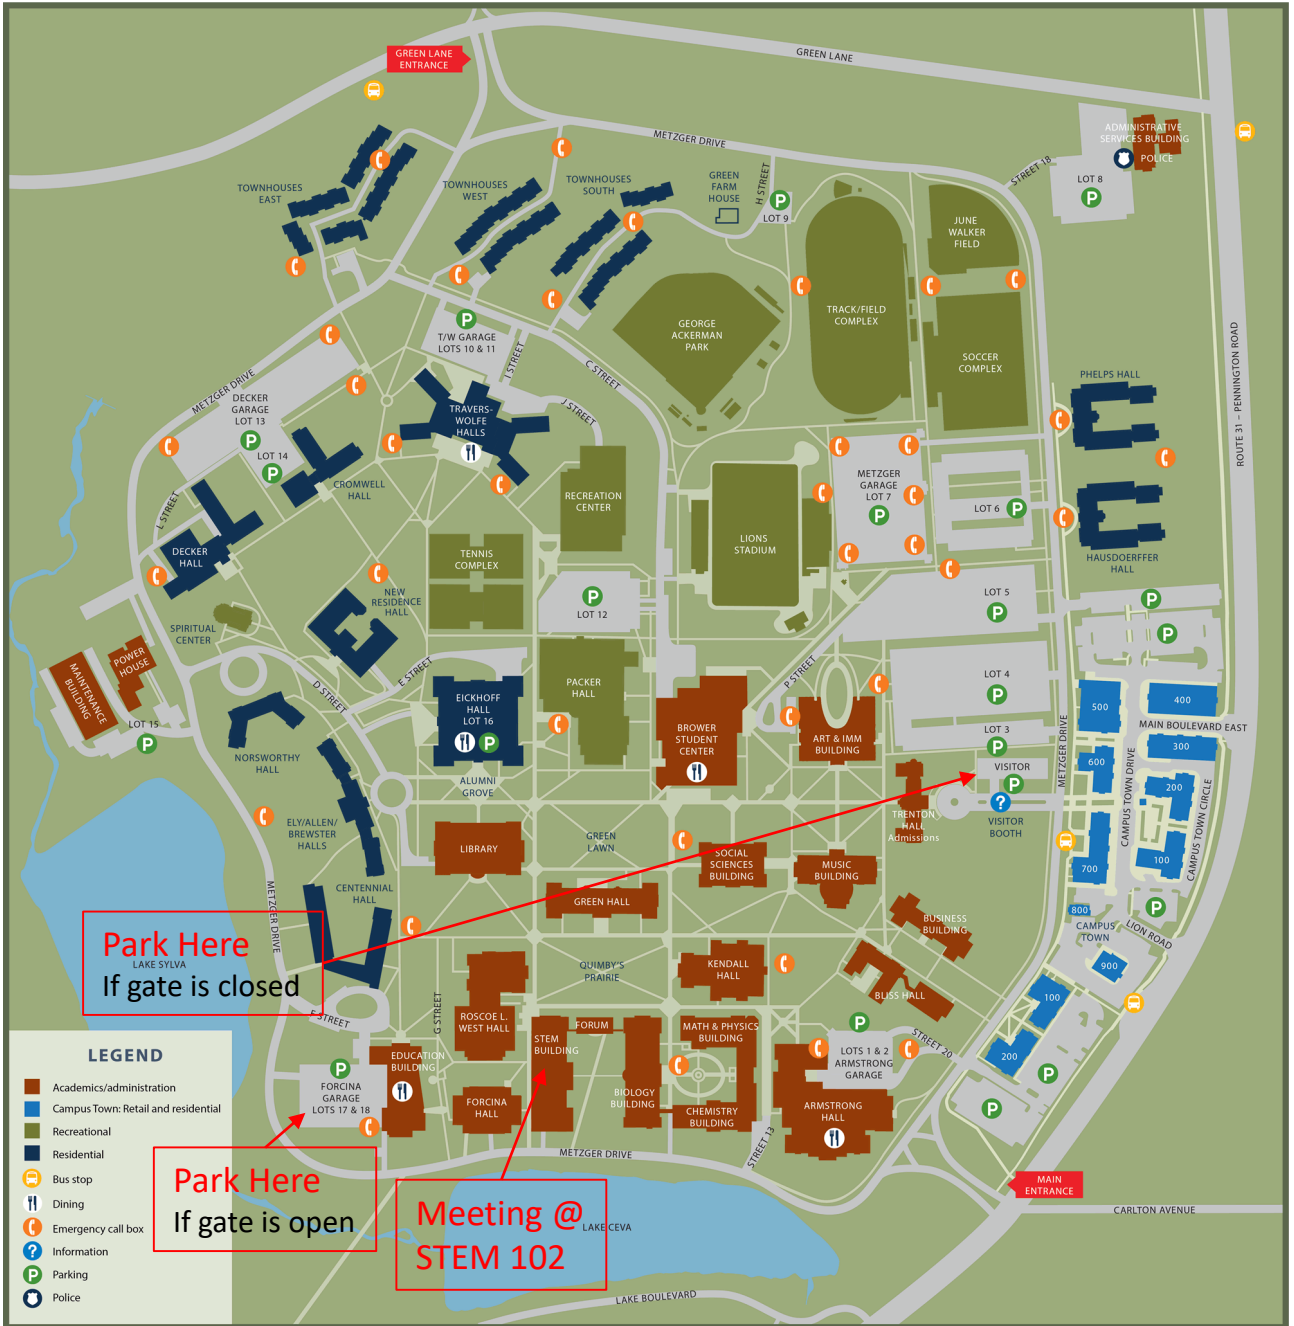 GREEN LANE
ENTRANCE
GREEN LANE
METZGER DRIVE
STREET 18
ADMINISTRATIVE
SERVICES BUILDING
POLICE
LOT 8
TOWNHOUSES
EAST
TOWNHOUSES
WEST
TOWNHOUSES
SOUTH
GREEN
FARM
HOUSE
H STREET
LOT 9
JUNE
WALKER
FIELD
TRACK/FIELD
COMPLEX
GEORGE
ACKERMAN
PARK
SOCCER
COMPLEX
ROUTE 31 – PENNINGTON ROAD
T/W GARAGE
LOTS 10 & 11
I STREET
C STREET
J STREET
METZGER DRIVE
DECKER
GARAGE
LOT 13
LOT 14
TRAVERS-
WOLFE
HALLS
PHELPS HALL
CROMWELL
HALL
L STREET
RECREATION
CENTER
METZGER
GARAGE
LOT 7
LOT 6
LIONS
STADIUM
DECKER
HALL
TENNIS
COMPLEX
HAUSDOERFFER
HALL
NEW
RESIDENCE
HALL
LOT 12
LOT 5
SPIRITUAL
CENTER
POWER
HOUSE
MAINTENANCE
BUILDING
LOT 15
D STREET
E STREET
EICKHOFF
HALL
LOT 16
PACKER
HALL
P STREET
LOT 4
BROWER
STUDENT
CENTER
ART & IMM
BUILDING
LOT 3
VISITOR
500
400
MAIN BOULEVARD EAST
300
600
METZGER DRIVE
CAMPUS TOWN DRIVE
200
CAMPUS TOWN CIRCLE
NORSWORTHY
HALL
ALUMNI
GROVE
TRENTON
HALL
Admissions
VISITOR
BOOTH
ELY/ALLEN/
BREWSTER
HALLS
LIBRARY
GREEN
LAWN
SOCIAL
SCIENCES
BUILDING
MUSIC
BUILDING
700
100
CENTENNIAL
HALL
METZGER DRIVE
GREEN HALL
BUSINESS
BUILDING
800
CAMPUS
TOWN
LION ROAD
900
Park Here
LAKE SYLVA
If gate is closed
QUIMBY'S
PRAIRIE
KENDALL
HALL
BLISS HALL
100
200
F STREET
G STREET
ROSCOE L.
WEST HALL
STEM
BUILDING
FORUM
MATH & PHYSICS
BUILDING
STREET 20
LOTS 1 & 2
ARMSTRONG
GARAGE
EDUCATION
BUILDING
FORCINA
GARAGE
LOTS 17 & 18
FORCINA
HALL
BIOLOGY
BUILDING
CHEMISTRY
BUILDING
ARMSTRONG
HALL
STREET 13
METZGER DRIVE
MAIN
ENTRANCE
CARLTON AVENUE
Park Here
If gate is open
Meeting @
STEM 102
LAKE CEVA
LAKE BOULEVARD
LEGEND
Academics/administration
Campus Town: Retail and residential
Recreational
Residential
Bus stop
Dining
Emergency call box
Information
Parking
Police